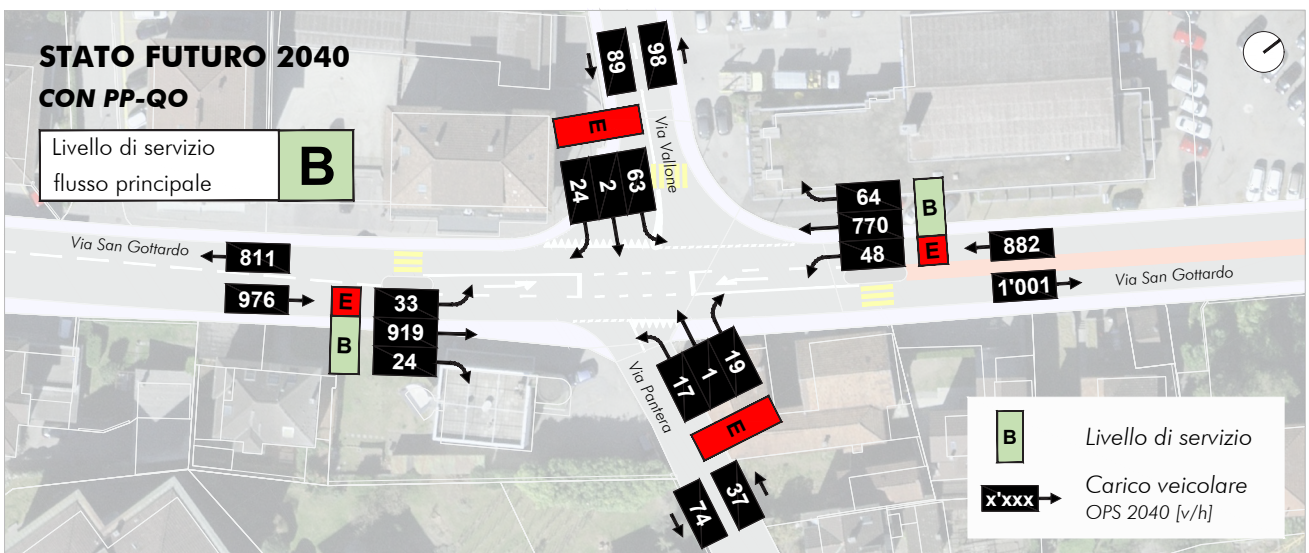 STATO FUTURO 2040
CON PP-QO
Livello di servizio
flusso principale
B
89
98
E
Via Vallone
24
2
63
64
770
48
B
E
882
1'001
Via San Gottardo
Via San Gottardo
811
976
E
B
33
919
24
17
1
19
Via Pantera
E
74
37
B
Livello di servizio
x'xxx
Carico veicolare
OPS 2040 [v/h]